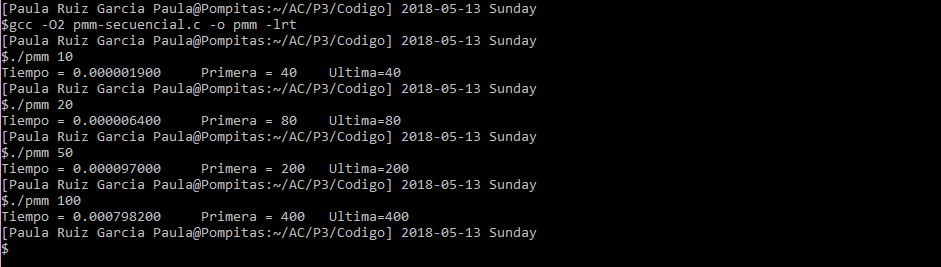 [Paula Ruiz Garcia Paula@Pompitas:~/AC/P3/Codigo] 2018-05-13 Sunday
$gcc -O2 pmm-secuencial.c -o pmm -lrt
[Paula Ruiz Garcia Paula@Pompitas:~/AC/P3/Codigo] 2018-05-13 Sunday
$./pmm 10
Tiempo = 0.000001900     Primera = 40    Ultima=40
[Paula Ruiz Garcia Paula@Pompitas:~/AC/P3/Codigo] 2018-05-13 Sunday
$./pmm 20
Tiempo = 0.000006400     Primera = 80    Ultima=80
[Paula Ruiz Garcia Paula@Pompitas:~/AC/P3/Codigo] 2018-05-13 Sunday
$./pmm 50
Tiempo = 0.000097000     Primera = 200   Ultima=200
[Paula Ruiz Garcia Paula@Pompitas:~/AC/P3/Codigo] 2018-05-13 Sunday
$./pmm 100
Tiempo = 0.000798200     Primera = 400   Ultima=400
[Paula Ruiz Garcia Paula@Pompitas:~/AC/P3/Codigo] 2018-05-13 Sunday
$